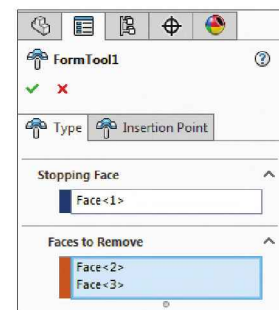 FormTool1
Type Insertion Point
Stopping Face
Face<1>
Faces to Remove
Face<2>
Face<3>